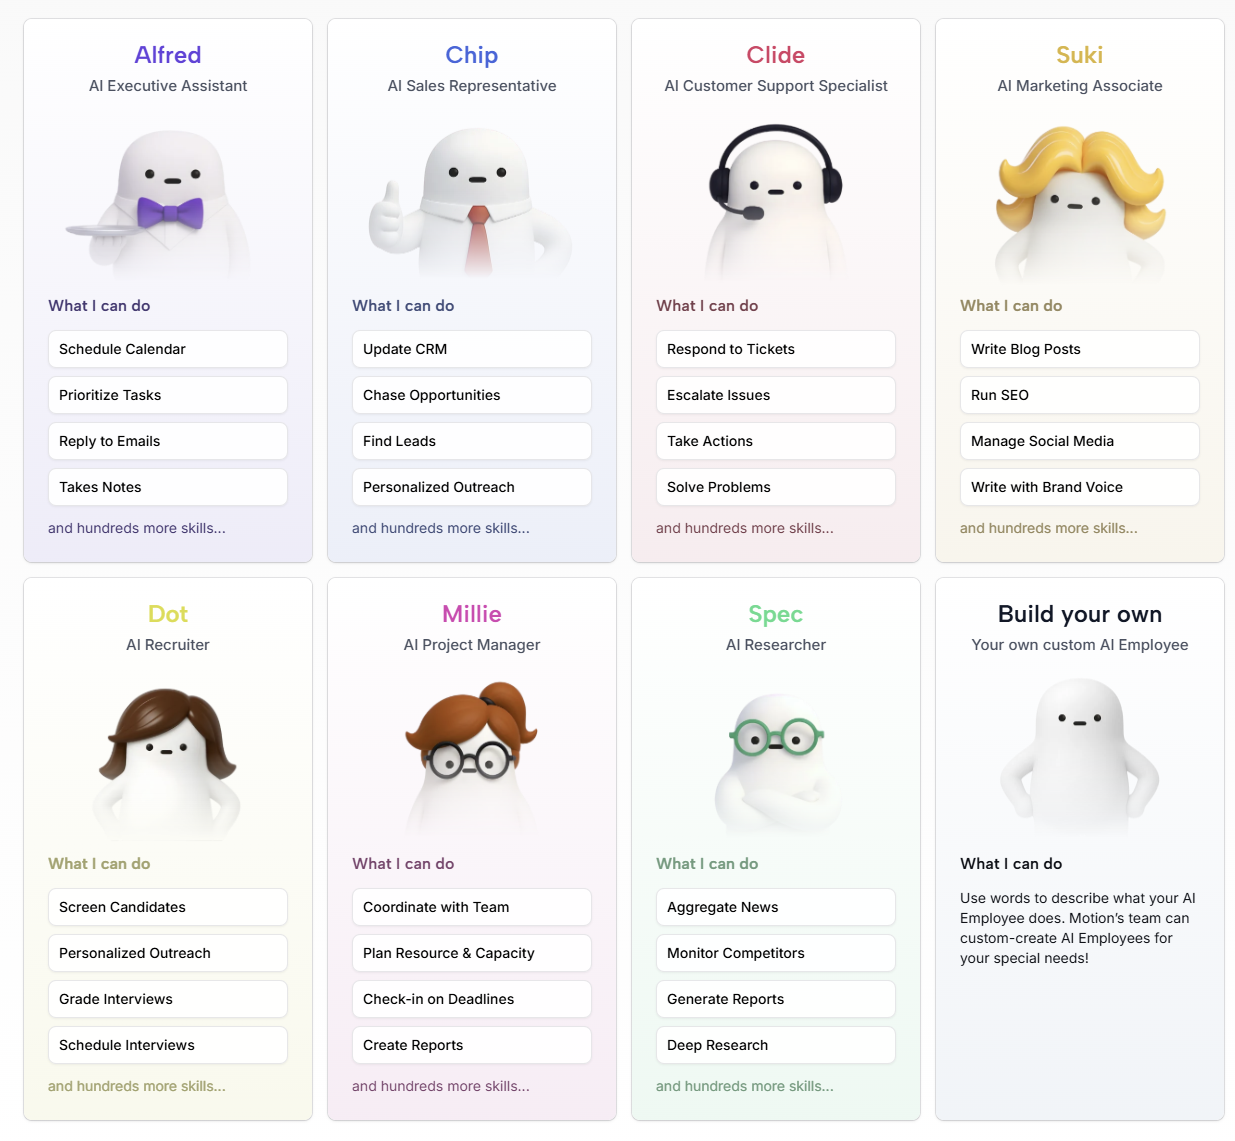 Alfred
AI Executive Assistant
What I can do
Schedule Calendar
Prioritize Tasks
Reply to Emails
Takes Notes
and hundreds more skills...
Chip
AI Sales Representative
What I can do
Update CRM
Chase Opportunities
Find Leads
Personalized Outreach
and hundreds more skills...
Clide
AI Customer Support Specialist
What I can do
Respond to Tickets
Escalate Issues
Take Actions
Solve Problems
and hundreds more skills...
Suki
AI Marketing Associate
What I can do
Write Blog Posts
Run SEO
Manage Social Media
Write with Brand Voice
and hundreds more skills...
Dot
AI Recruiter
What I can do
Screen Candidates
Personalized Outreach
Grade Interviews
Schedule Interviews
and hundreds more skills...
Millie
AI Project Manager
What I can do
Coordinate with Team
Plan Resource & Capacity
Check-in on Deadlines
Create Reports
and hundreds more skills...
Spec
AI Researcher
What I can do
Aggregate News
Monitor Competitors
Generate Reports
Deep Research
and hundreds more skills...
Build your own
Your own custom AI Employee
What I can do
Use words to describe what your AI
Employee does. Motion’s team can
custom-create AI Employees for
your special needs!